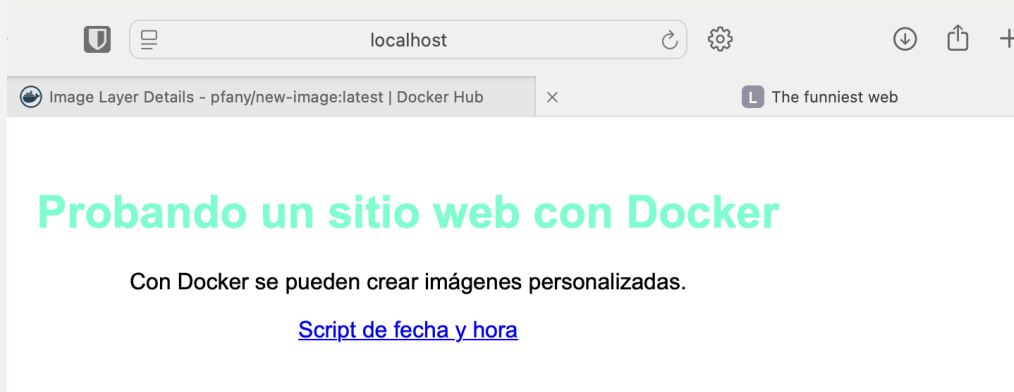 localhost
Image Layer Details - pfany/new-image:latest | Docker Hub
L The funniest web
Probando un sitio web con Docker
Con Docker se pueden crear imágenes personalizadas.
Script de fecha y hora